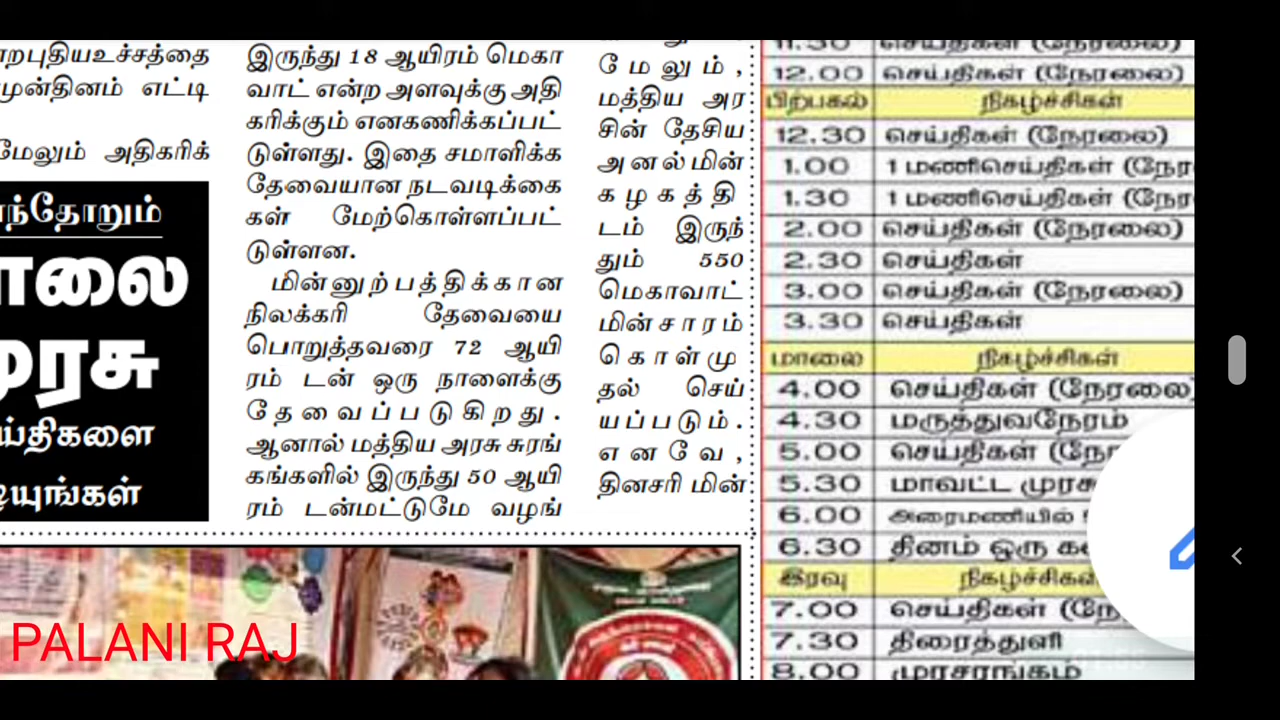 றபுதியஉச்சத்தை
முன்தினம் எட்டி
மேலும் அதிகரிக்
ந்தோறும்
ாலை
முரசு
ய்திகளை
யுங்கள்
இருந்து 18 ஆயிரம் மெகா
வாட் என்ற அளவுக்கு அதி
கரிக்கும் எனகணிக்கப்பட்
டுள்ளது. இதை சமாளிக்க
தேவையான நடவடிக்கை
கள் மேற்கொள்ளப்பட்
டுள்ளன.
மின்னுற்பத்திக்கான
நிலக்கரி தேவையை
பொறுத்தவரை 72 ஆயி
ரம் டன் ஒரு நாளைக்கு
தேவைப்படுகிறது.
ஆனால் மத்திய அரசு சுரங்
கங்களில் இருந்து 50 ஆயி
ரம் டன்மட்டுமே வழங்
மேலும்,
மத்திய அர
சின் தேசிய
அனல்மின்
கழகத்தி
டம் இருந்
தும் 550
மெகாவாட்
மின்சாரம்
கொள்மு
தல் செய்
யப்படும்.
எனவே,
தினசரி மின்
11.30 செய்திகள் (நேரலை)
12.00 செய்திகள் (நேரலை)
பிற்பகல் நிகழ்ச்சிகள்
12.30 செய்திகள் (நேரலை)
1.00 1 மணிசெய்திகள் (நேர
1.30 1 மணிசெய்திகள் (நேர
2.00 செய்திகள் (நேரலை)
2.30 செய்திகள்
3.00 செய்திகள் (நேரலை)
3.30 செய்திகள்
மாலை நிகழ்ச்சிகள்
4.00 செய்திகள் (நேரலை)
4.30 மருத்துவநேரம்
5.00 செய்திகள் (நேர
5.30 மாவட்ட முரசு
6.00 அரைமணியில்
6.30 தினம் ஒரு
இரவு நிகழ்ச்சிகள்
7.00 செய்திகள் (நே
7.30 திரைத்துளி
8.00 முரசரங்கம்
PALANI RAJ